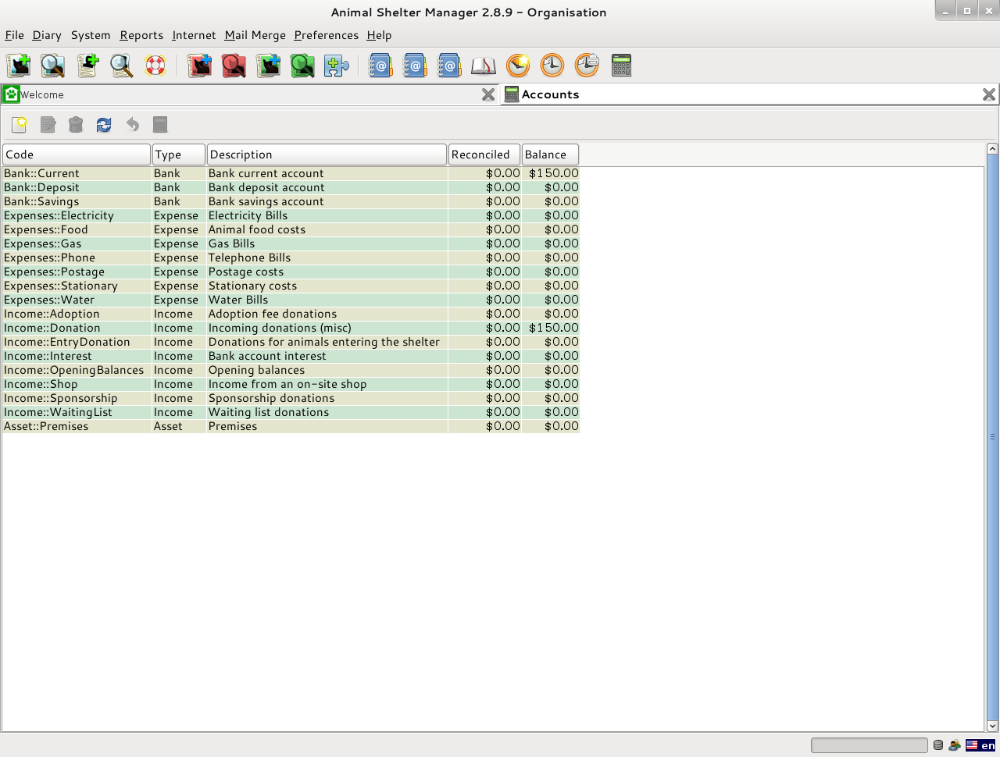 Animal Shelter Manager 2.8.9 - Organisation
File Diary System Reports Internet Mail Merge Preferences Help
Welcome Accounts
Code Type Description Reconciled Balance
Bank::Current Bank Bank current account $0.00 $150.00
Bank::Deposit Bank Bank deposit account $0.00 $0.00
Bank::Savings Bank Bank savings account $0.00 $0.00
Expenses::Electricity Expense Electricity Bills $0.00 $0.00
Expenses::Food Expense Animal food costs $0.00 $0.00
Expenses::Gas Expense Gas Bills $0.00 $0.00
Expenses::Phone Expense Telephone Bills $0.00 $0.00
Expenses::Postage Expense Postage costs $0.00 $0.00
Expenses::Stationary Expense Stationary costs $0.00 $0.00
Expenses::Water Expense Water Bills $0.00 $0.00
Income::Adoption Income Adoption fee donations $0.00 $0.00
Income::Donation Income Incoming donations (misc) $0.00 $150.00
Income::EntryDonation Income Donations for animals entering the shelter $0.00 $0.00
Income::Interest Income Bank account interest $0.00 $0.00
Income::OpeningBalances Income Opening balances $0.00 $0.00
Income::Shop Income Income from an on-site shop $0.00 $0.00
Income::Sponsorship Income Sponsorship donations $0.00 $0.00
Income::WaitingList Income Waiting list donations $0.00 $0.00
Asset::Premises Asset Premises $0.00 $0.00
en